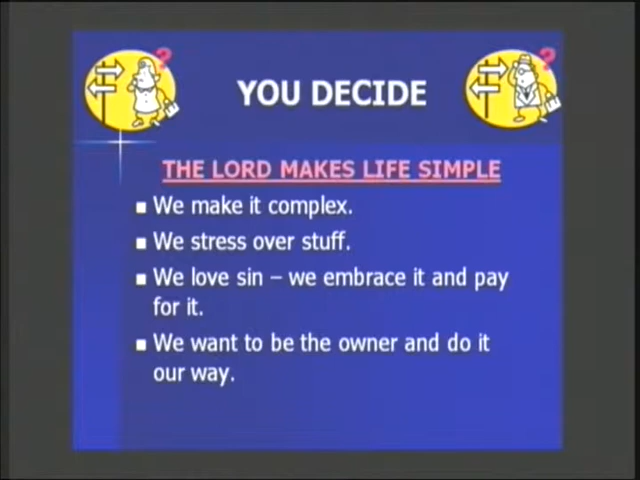 ? ?
YOU DECIDE
THE LORD MAKES LIFE SIMPLE
We make it complex.
We stress over stuff.
We love sin – we embrace it and pay
for it.
We want to be the owner and do it
our way.